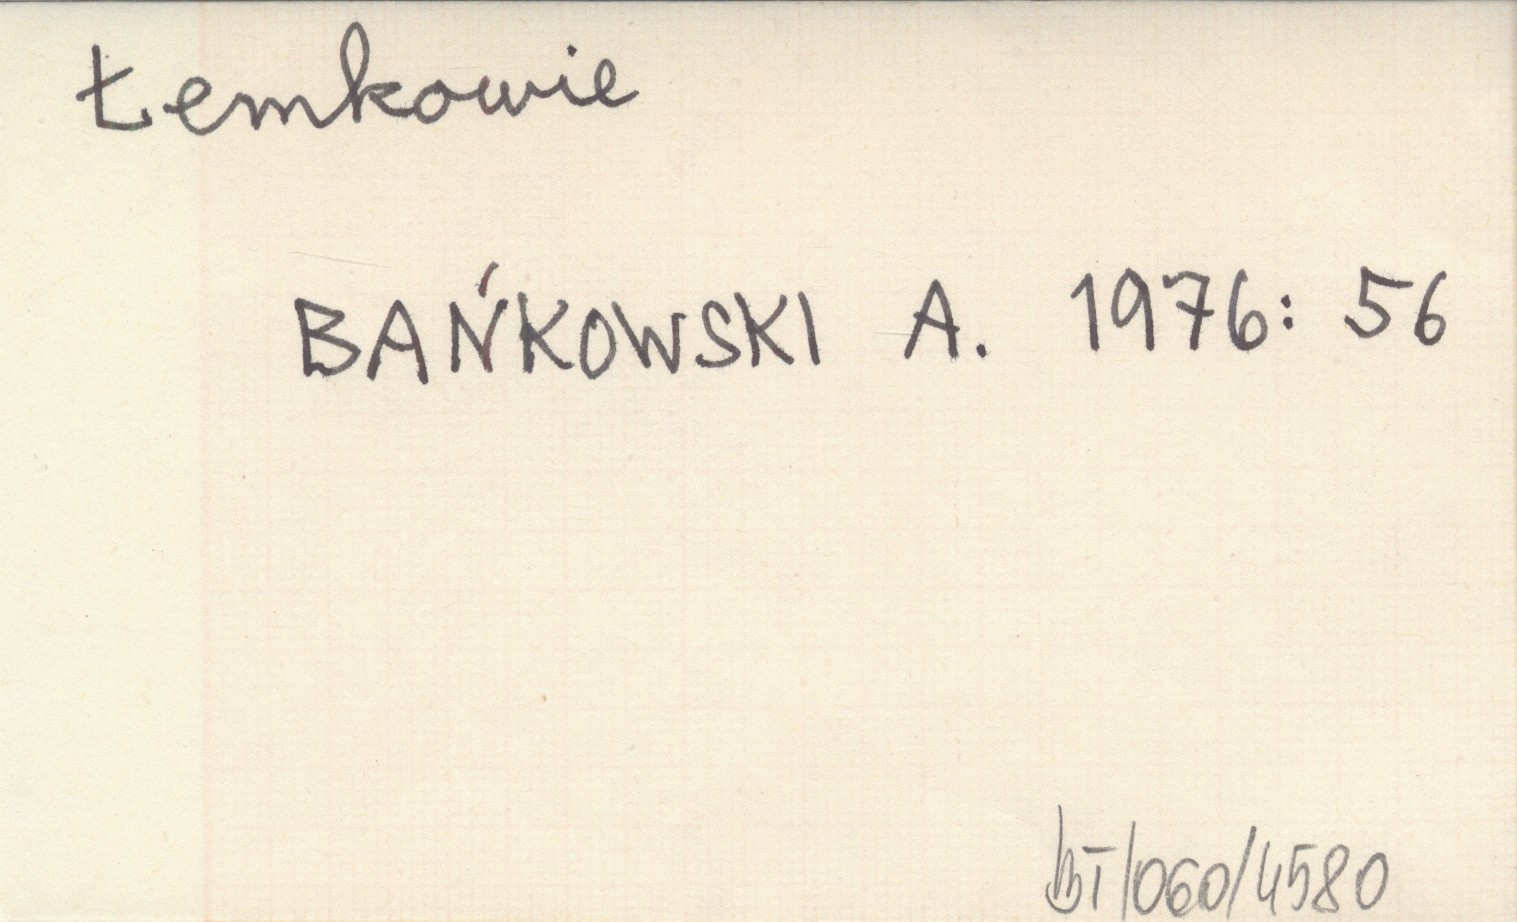 Łemkowie
BAŃKOWSKI A. 1976: 56
BT/060/4580